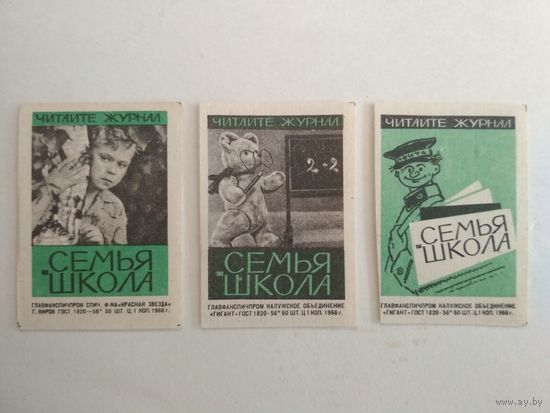 ЧИТАЙТЕ ЖУРНАЛ
СЕМЬЯ
и ШКОЛА
ГЛАВФАНСПИЧПРОМ СПИЧ. Ф-КА «КРАСНАЯ ЗВЕЗДА»
Г. КИРОВ ГОСТ 1820—56* 50 ШТ. Ц. 1 КОП. 1966 г.
ЧИТАЙТЕ ЖУРНАЛ
2·2
СЕМЬЯ
и ШКОЛА
ГЛАВФАНСПИЧПРОМ КАЛУЖСКОЕ ОБЪЕДИНЕНИЕ
«ГИГАНТ» ГОСТ 1820-56* 60 ШТ. Ц. 1 КОП. 1966 г.
ЧИТАЙТЕ ЖУРНАЛ
ПОЧТА
СЕМЬЯ
и ШКОЛА
ГЛАВФАНСПИЧПРОМ КАЛУЖСКОЕ ОБЪЕДИНЕНИЕ
«ГИГАНТ» ГОСТ 1820-56* 60 ШТ. Ц. 1 КОП. 1966 г.
www.ay.by